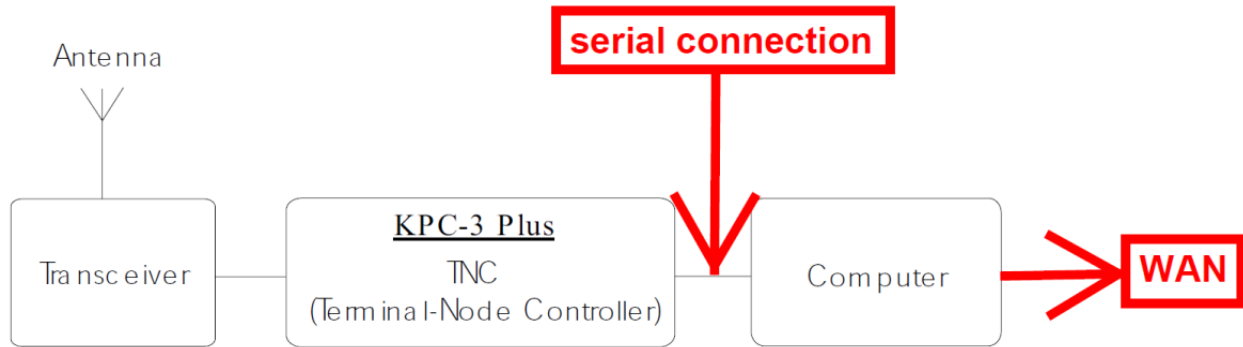 serial connection
Antenna
KPC-3 Plus
Transceiver
TNC
(Terminal-Node Controller)
Computer
WAN